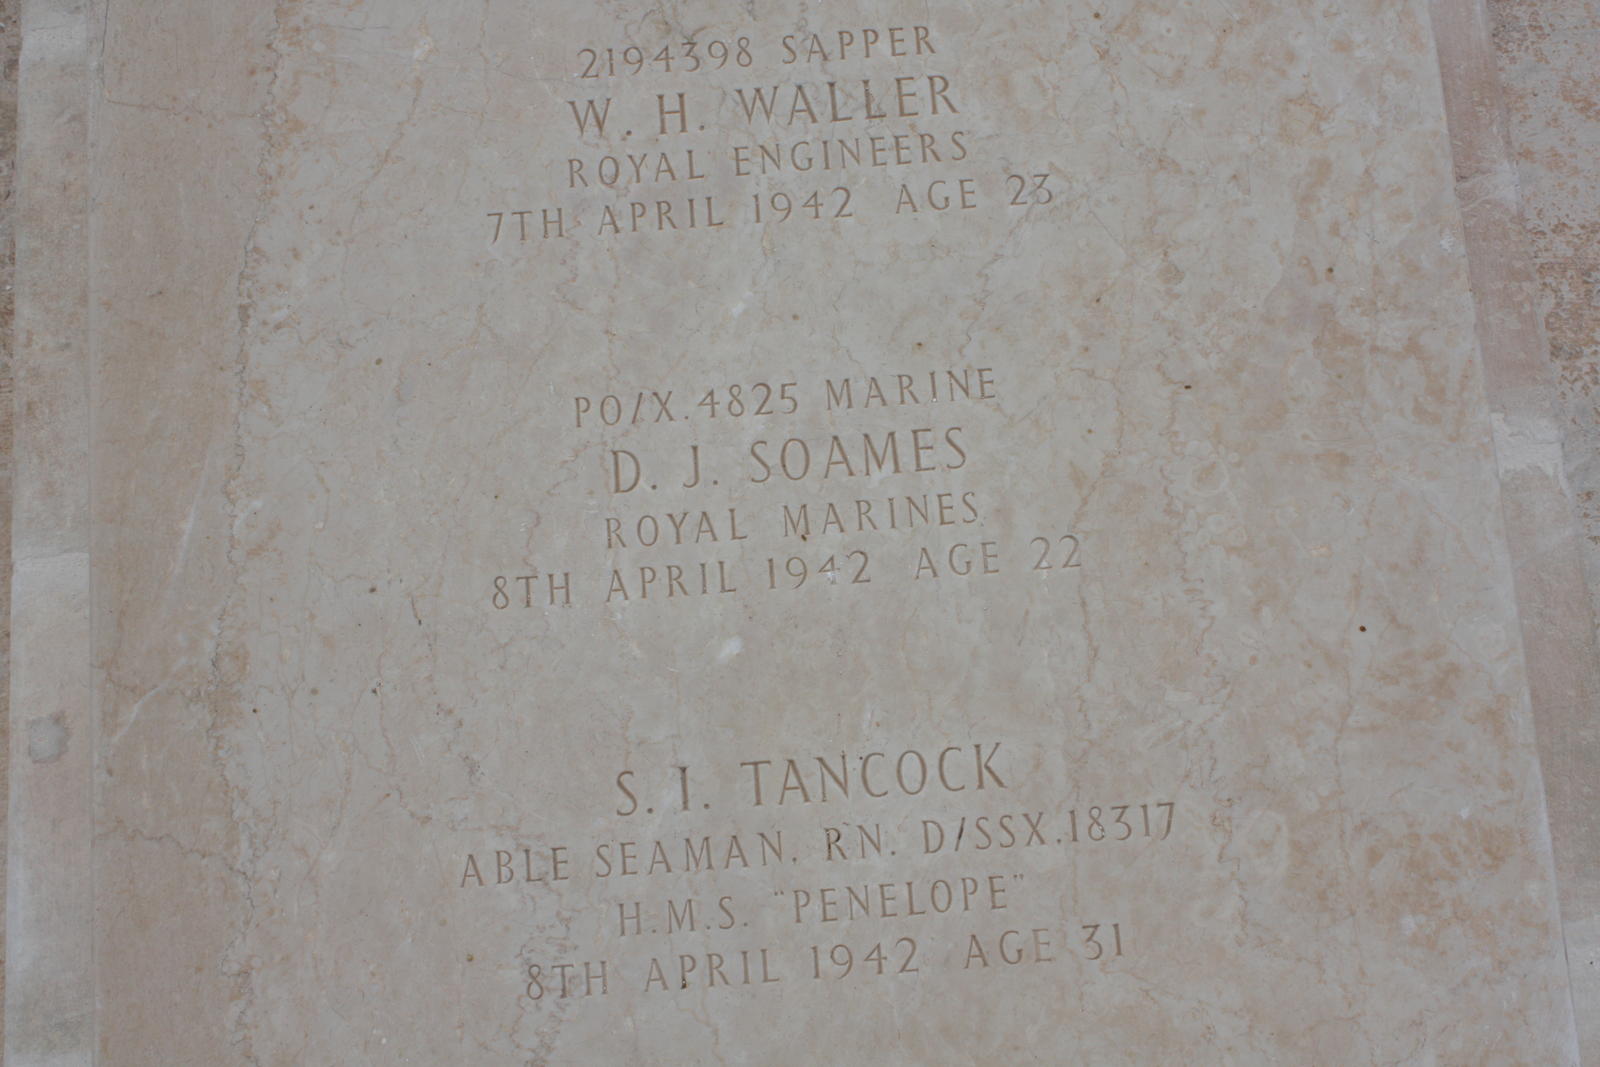 2194398 SAPPER
W. H. WALLER
ROYAL ENGINEERS
7TH APRIL 1942 AGE 23
PO/X.4825 MARINE
D. J. SOAMES
ROYAL MARINES
8TH APRIL 1942 AGE 22
S. I. TANCOCK
ABLE SEAMAN. RN. D/SSX.18317
H.M.S. "PENELOPE"
8TH APRIL 1942 AGE 31